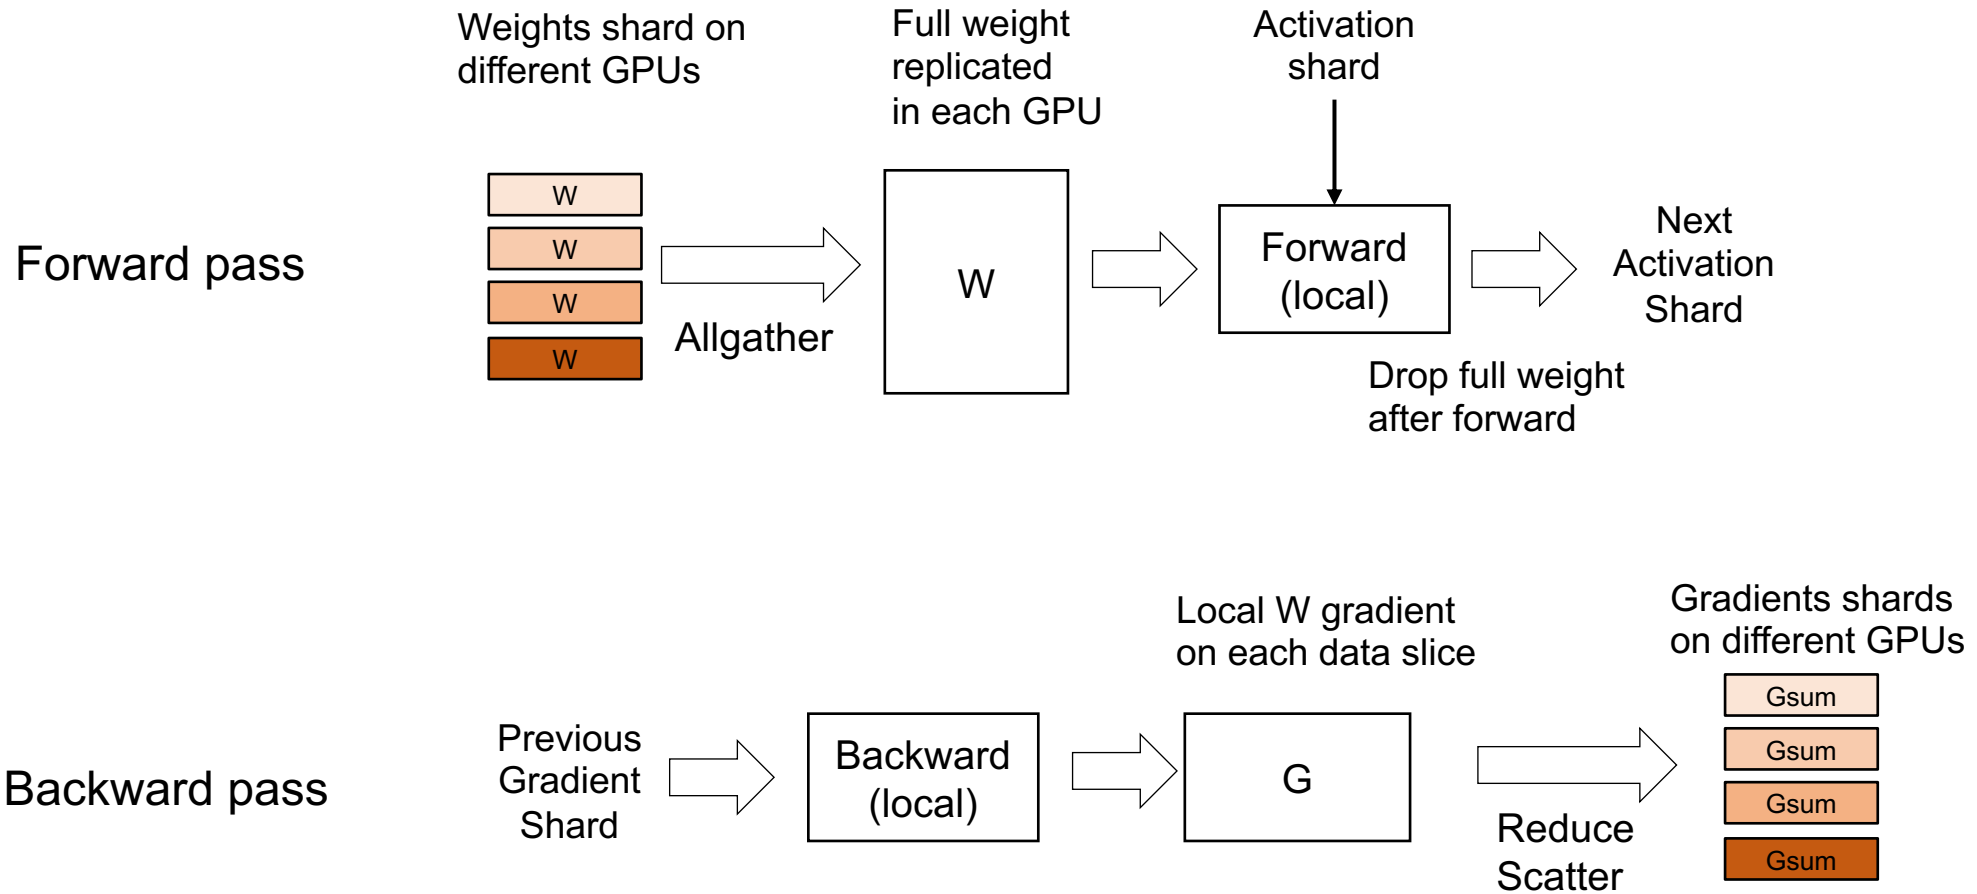 Weights shard on
different GPUs
Full weight
replicated
in each GPU
Activation
shard
Forward pass
W
W
W
W
Allgather
W
Forward
(local)
Next
Activation
Shard
Drop full weight
after forward
Backward pass
Previous
Gradient
Shard
Backward
(local)
Local W gradient
on each data slice
G
Reduce
Scatter
Gradients shards
on different GPUs
Gsum
Gsum
Gsum
Gsum